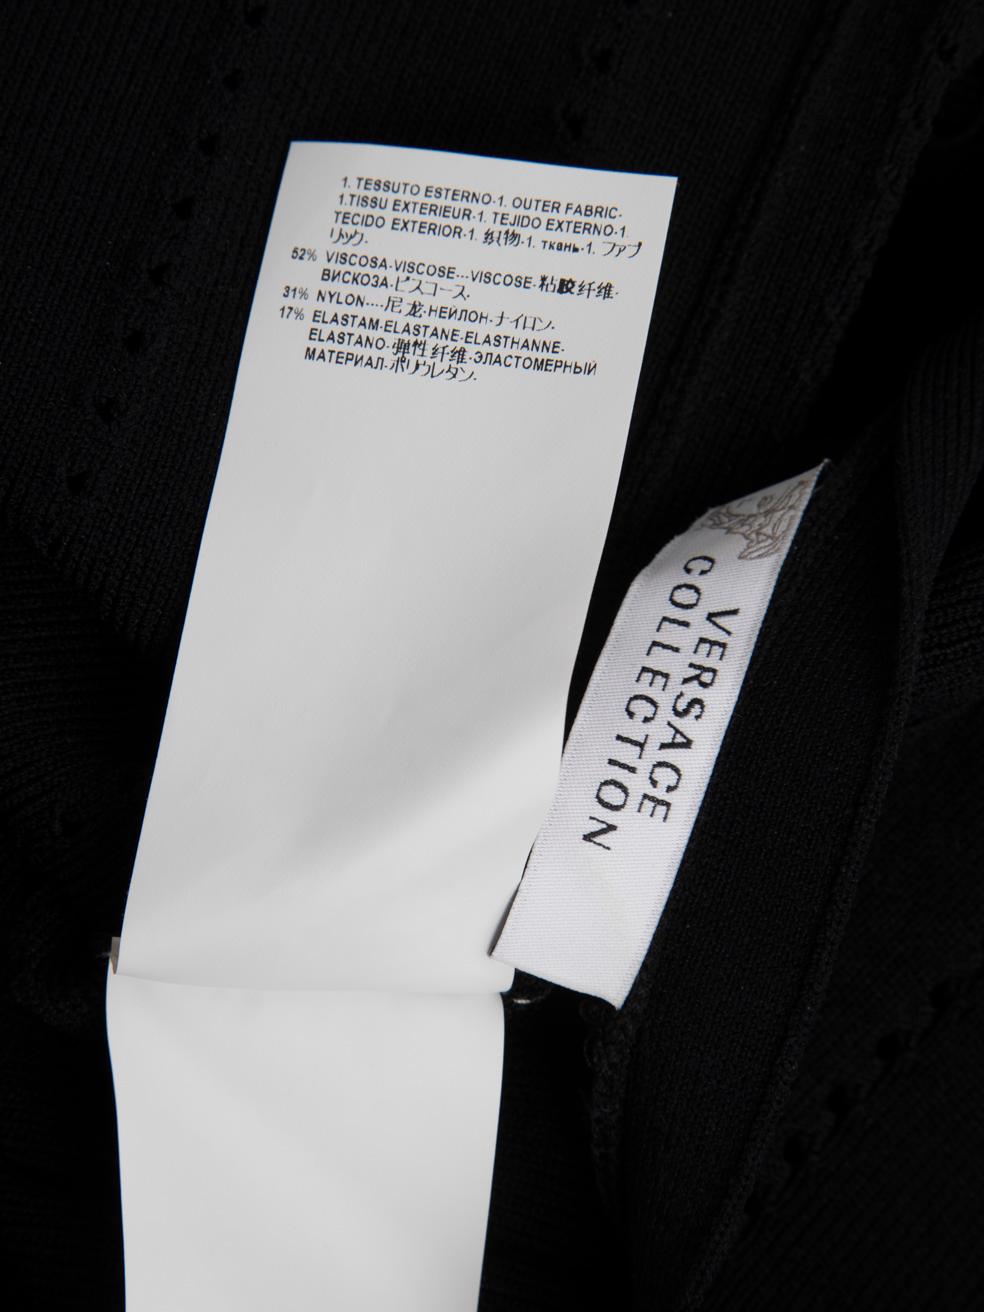 1. TESSUTO ESTERNO-1. OUTER FABRIC-
1.TISSU EXTERIEUR-1. TEJIDO EXTERNO-1.
TECIDO EXTERIOR-1. 织物-1. ткань-1. ファブ
リック-
52% VISCOSA-VISCOSE---VISCOSE-粘胶纤维-
ВИСКОЗА-ビスコース-
31% NYLON----尼龙-НЕЙЛОН-ナイロン-
17% ELASTAM-ELASTANE-ELASTHANNE-
ELASTANO-弹性纤维-ЭЛАСТОМЕРНЫЙ
МАТЕРИАЛ-ポリウレタン-
VERSACE
COLLECTION